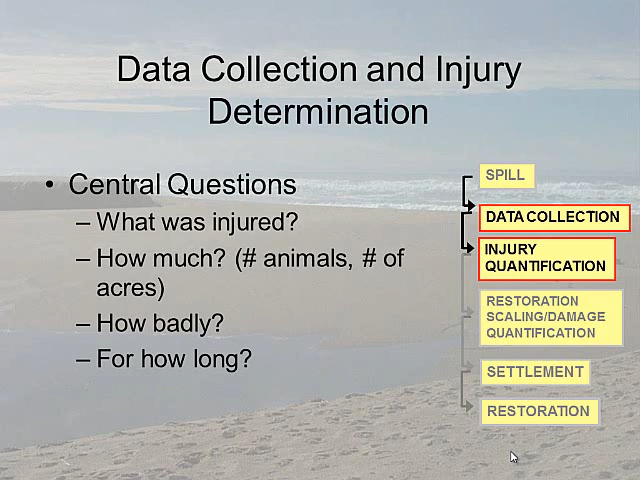 Data Collection and Injury
Determination
• Central Questions
– What was injured?
– How much? (# animals, # of
acres)
– How badly?
– For how long?
SPILL
DATA COLLECTION
INJURY
QUANTIFICATION
RESTORATION
SCALING/DAMAGE
QUANTIFICATION
SETTLEMENT
RESTORATION